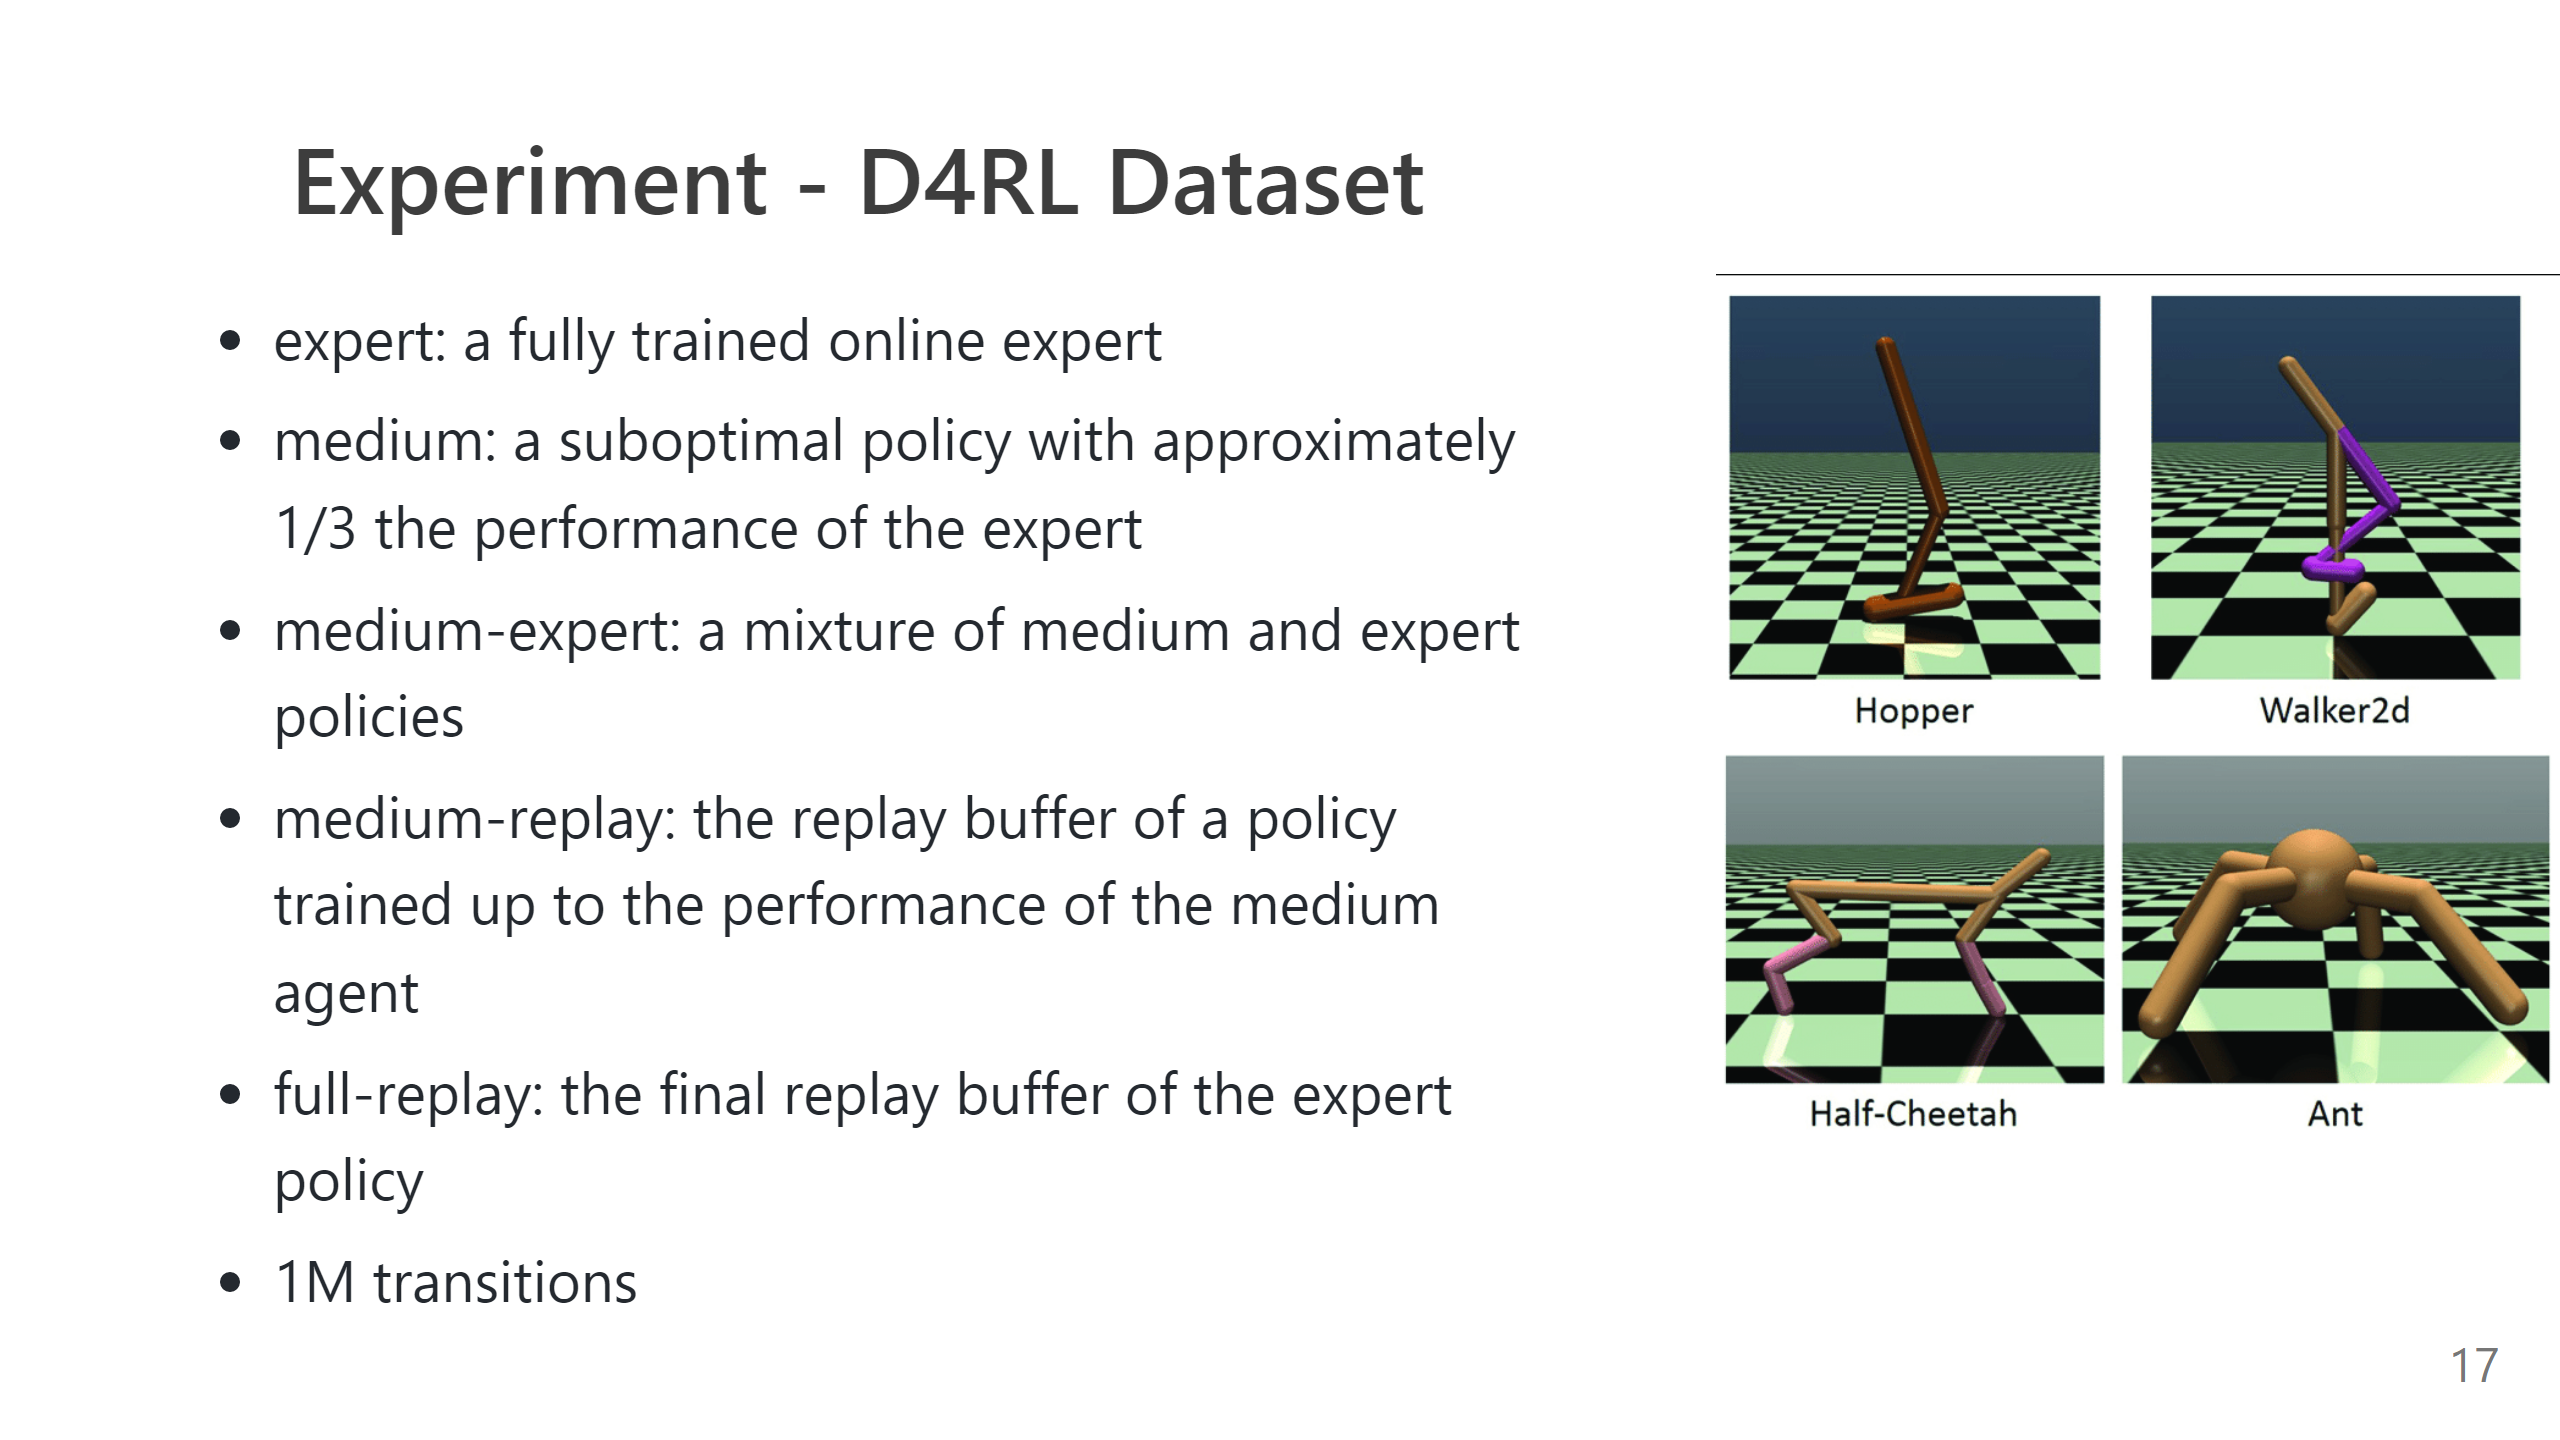 Experiment - D4RL Dataset
• expert: a fully trained online expert
• medium: a suboptimal policy with approximately
1/3 the performance of the expert
• medium-expert: a mixture of medium and expert
policies
• medium-replay: the replay buffer of a policy
trained up to the performance of the medium
agent
• full-replay: the final replay buffer of the expert
policy
• 1M transitions
Hopper
Walker2d
Half-Cheetah
Ant
17